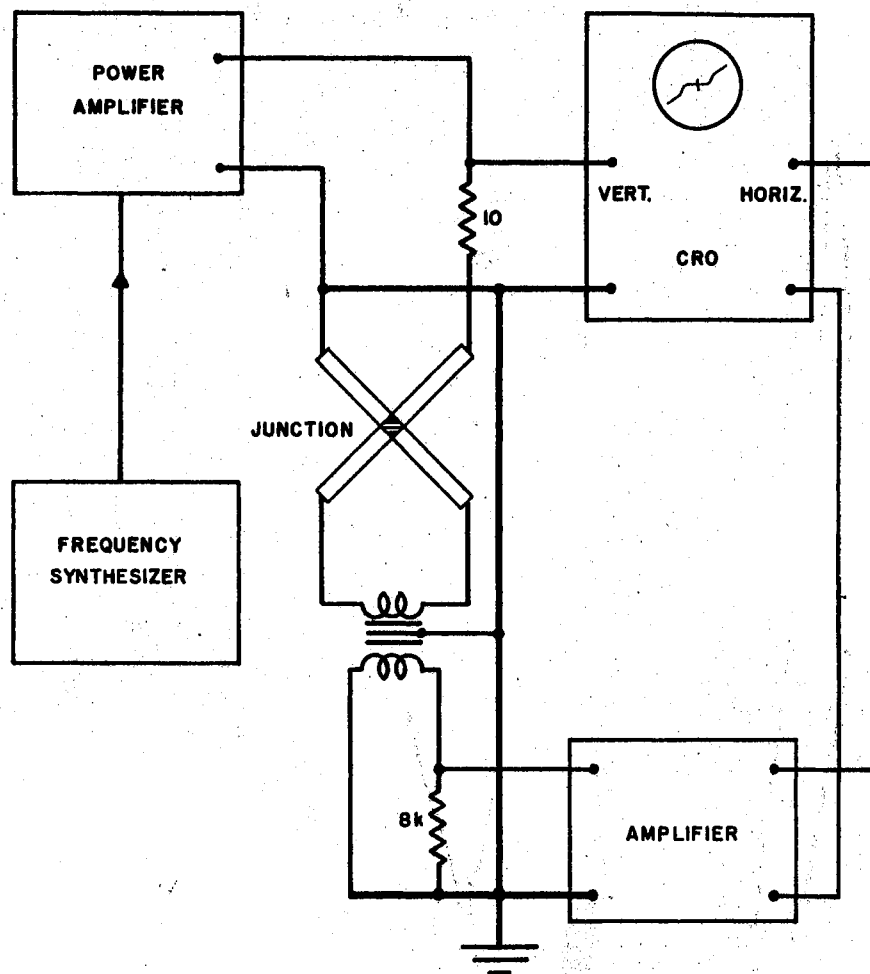 POWER
AMPLIFIER
10
VERT.
HORIZ.
CRO
JUNCTION
FREQUENCY
SYNTHESIZER
8k
AMPLIFIER